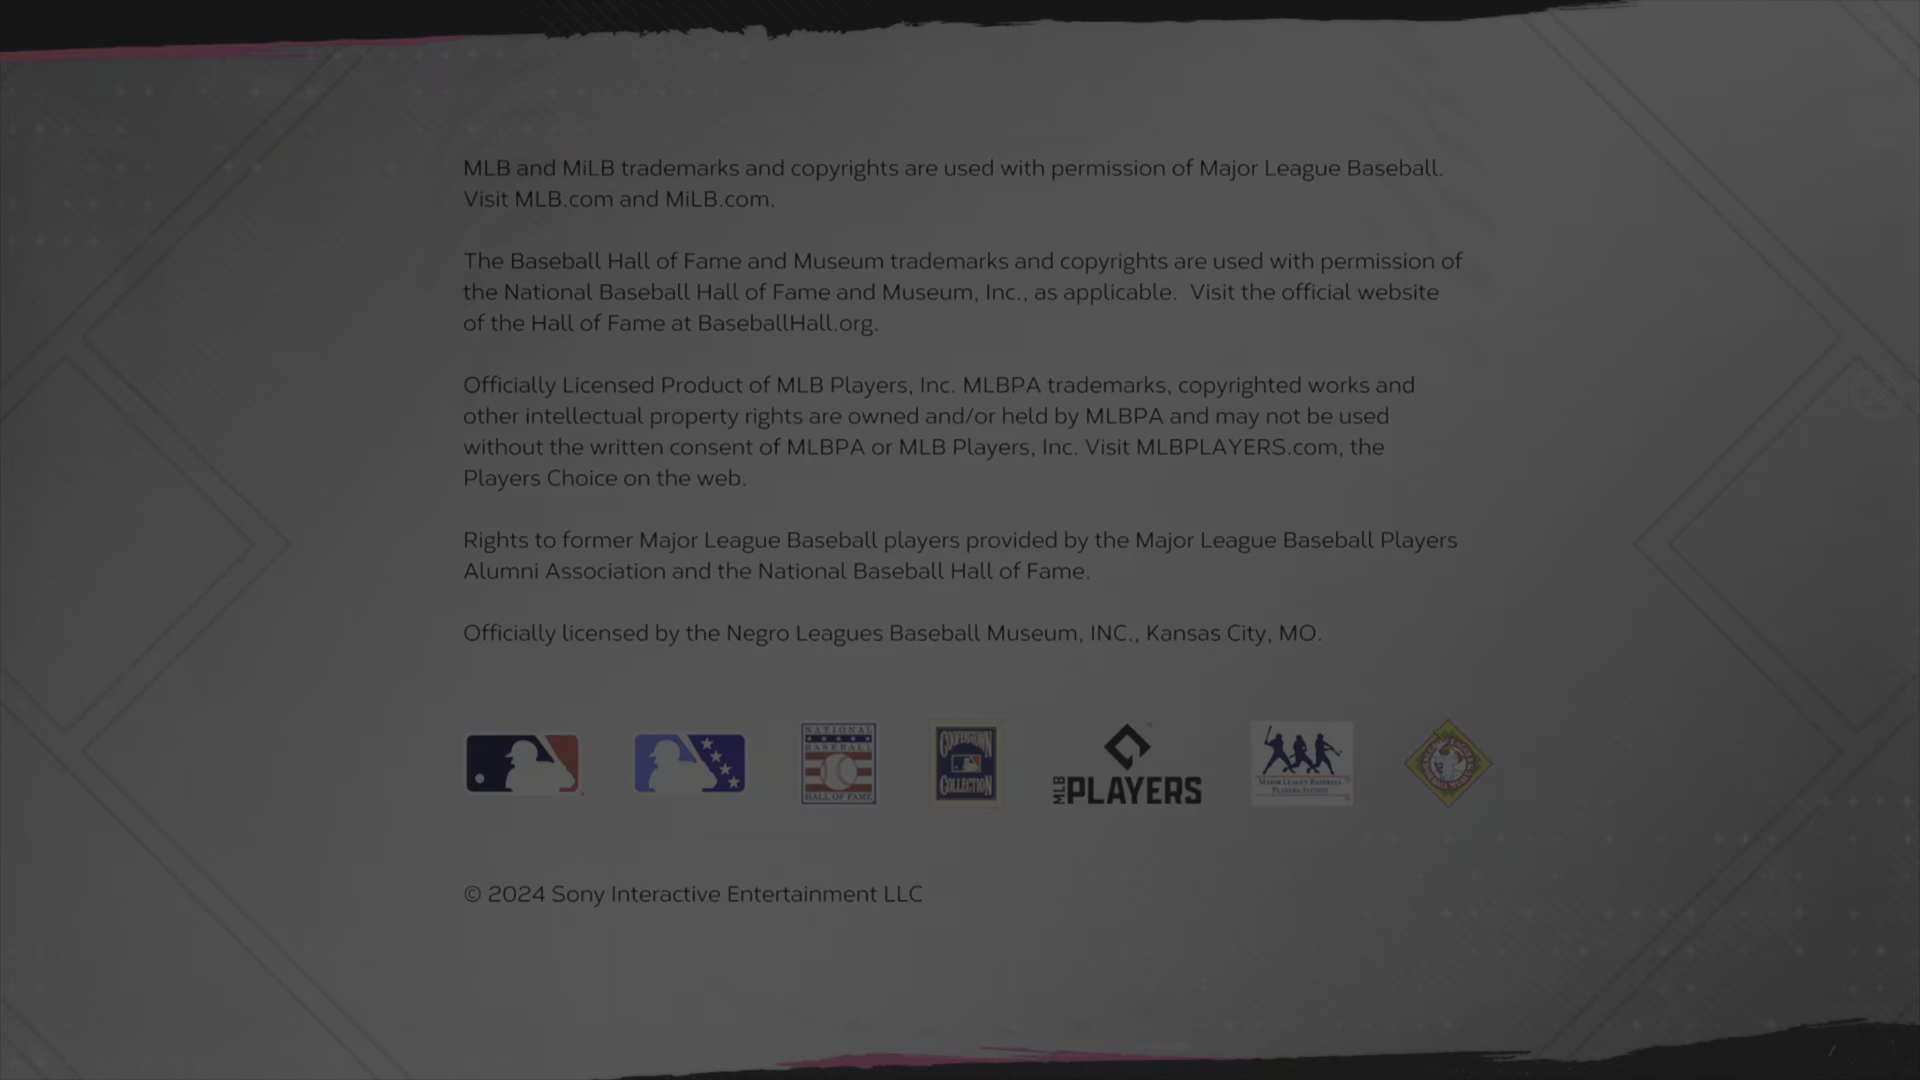 MLB and MiLB trademarks and copyrights are used with permission of Major League Baseball.
Visit MLB.com and MiLB.com.
The Baseball Hall of Fame and Museum trademarks and copyrights are used with permission of
the National Baseball Hall of Fame and Museum, Inc., as applicable.  Visit the official website
of the Hall of Fame at BaseballHall.org.
Officially Licensed Product of MLB Players, Inc. MLBPA trademarks, copyrighted works and
other intellectual property rights are owned and/or held by MLBPA and may not be used
without the written consent of MLBPA or MLB Players, Inc. Visit MLBPLAYERS.com, the
Players Choice on the web.
Rights to former Major League Baseball players provided by the Major League Baseball Players
Alumni Association and the National Baseball Hall of Fame.
Officially licensed by the Negro Leagues Baseball Museum, INC., Kansas City, MO.
NATIONAL
BASEBALL
HALL OF FAME
COOPERSTOWN
COLLECTION
MLB PLAYERS
MAJOR LEAGUE BASEBALL
PLAYERS ALUMNI
© 2024 Sony Interactive Entertainment LLC